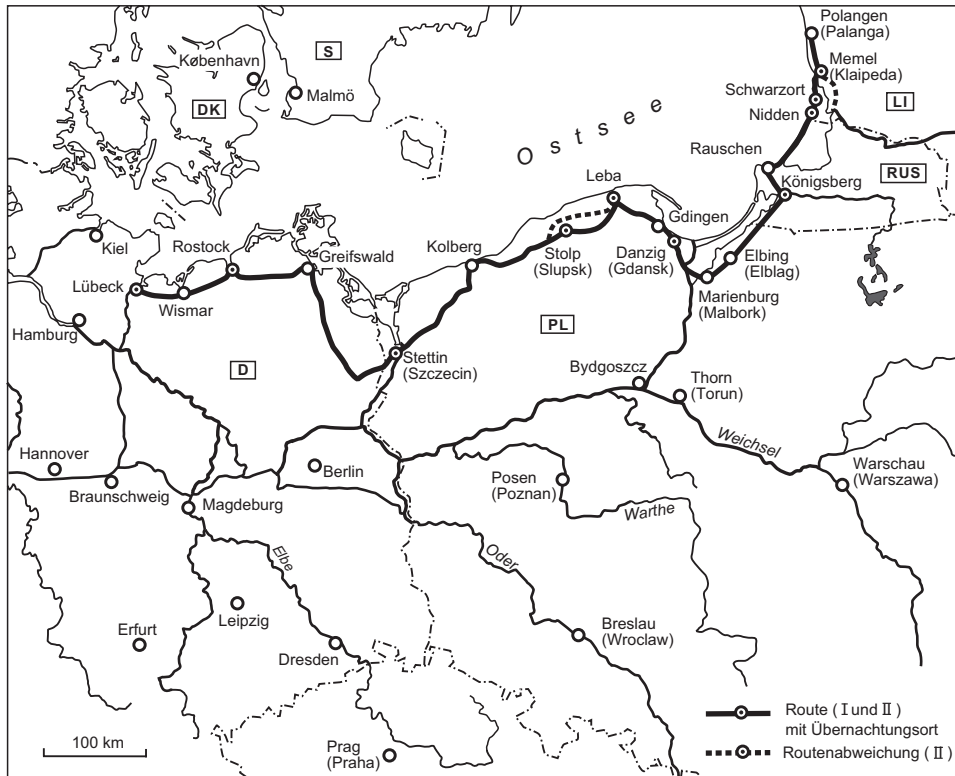 Polangen
(Palanga)
S
København
Memel
(Klaipeda)
Malmö
DK
Schwarzort
LI
Nidden
Ostsee
Rauschen
RUS
Leba
Königsberg
Kiel
Rostock
Gdingen
Greifswald
Kolberg
Stolp
(Slupsk)
Danzig
(Gdansk)
Elbing
(Elblag)
Lübeck
Wismar
Marienburg
(Malbork)
Hamburg
PL
Stettin
(Szczecin)
D
Bydgoszcz
Thorn
(Torun)
Weichsel
Hannover
Berlin
Posen
(Poznan)
Warschau
(Warszawa)
Braunschweig
Magdeburg
Warthe
Elbe
Oder
Leipzig
Erfurt
Breslau
(Wroclaw)
Dresden
Route ( I und II )
mit Übernachtungsort
100 km
Prag
(Praha)
Routenabweichung ( II )